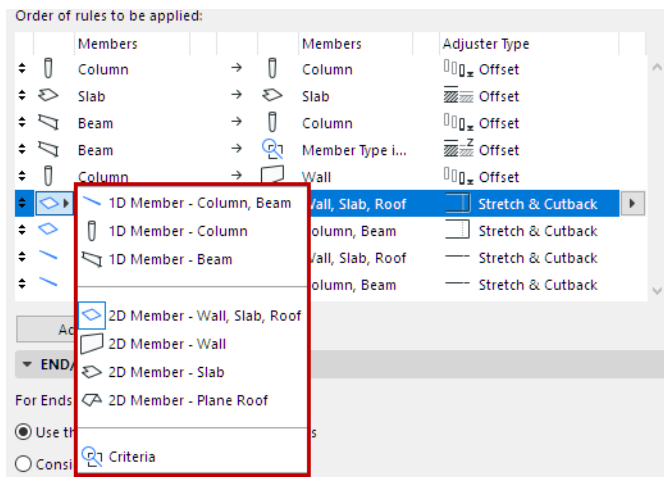 Order of rules to be applied:
Members Members Adjuster Type
Column → Column Offset
Slab → Slab Offset
Beam → Column Offset
Beam → Member Type i... Offset
Column → Wall Offset
Wall, Slab, Roof Stretch & Cutback
Column, Beam Stretch & Cutback
Wall, Slab, Roof Stretch & Cutback
Column, Beam Stretch & Cutback
1D Member - Column, Beam
1D Member - Column
1D Member - Beam
2D Member - Wall, Slab, Roof
2D Member - Wall
2D Member - Slab
2D Member - Plane Roof
Criteria
END/
For Ends